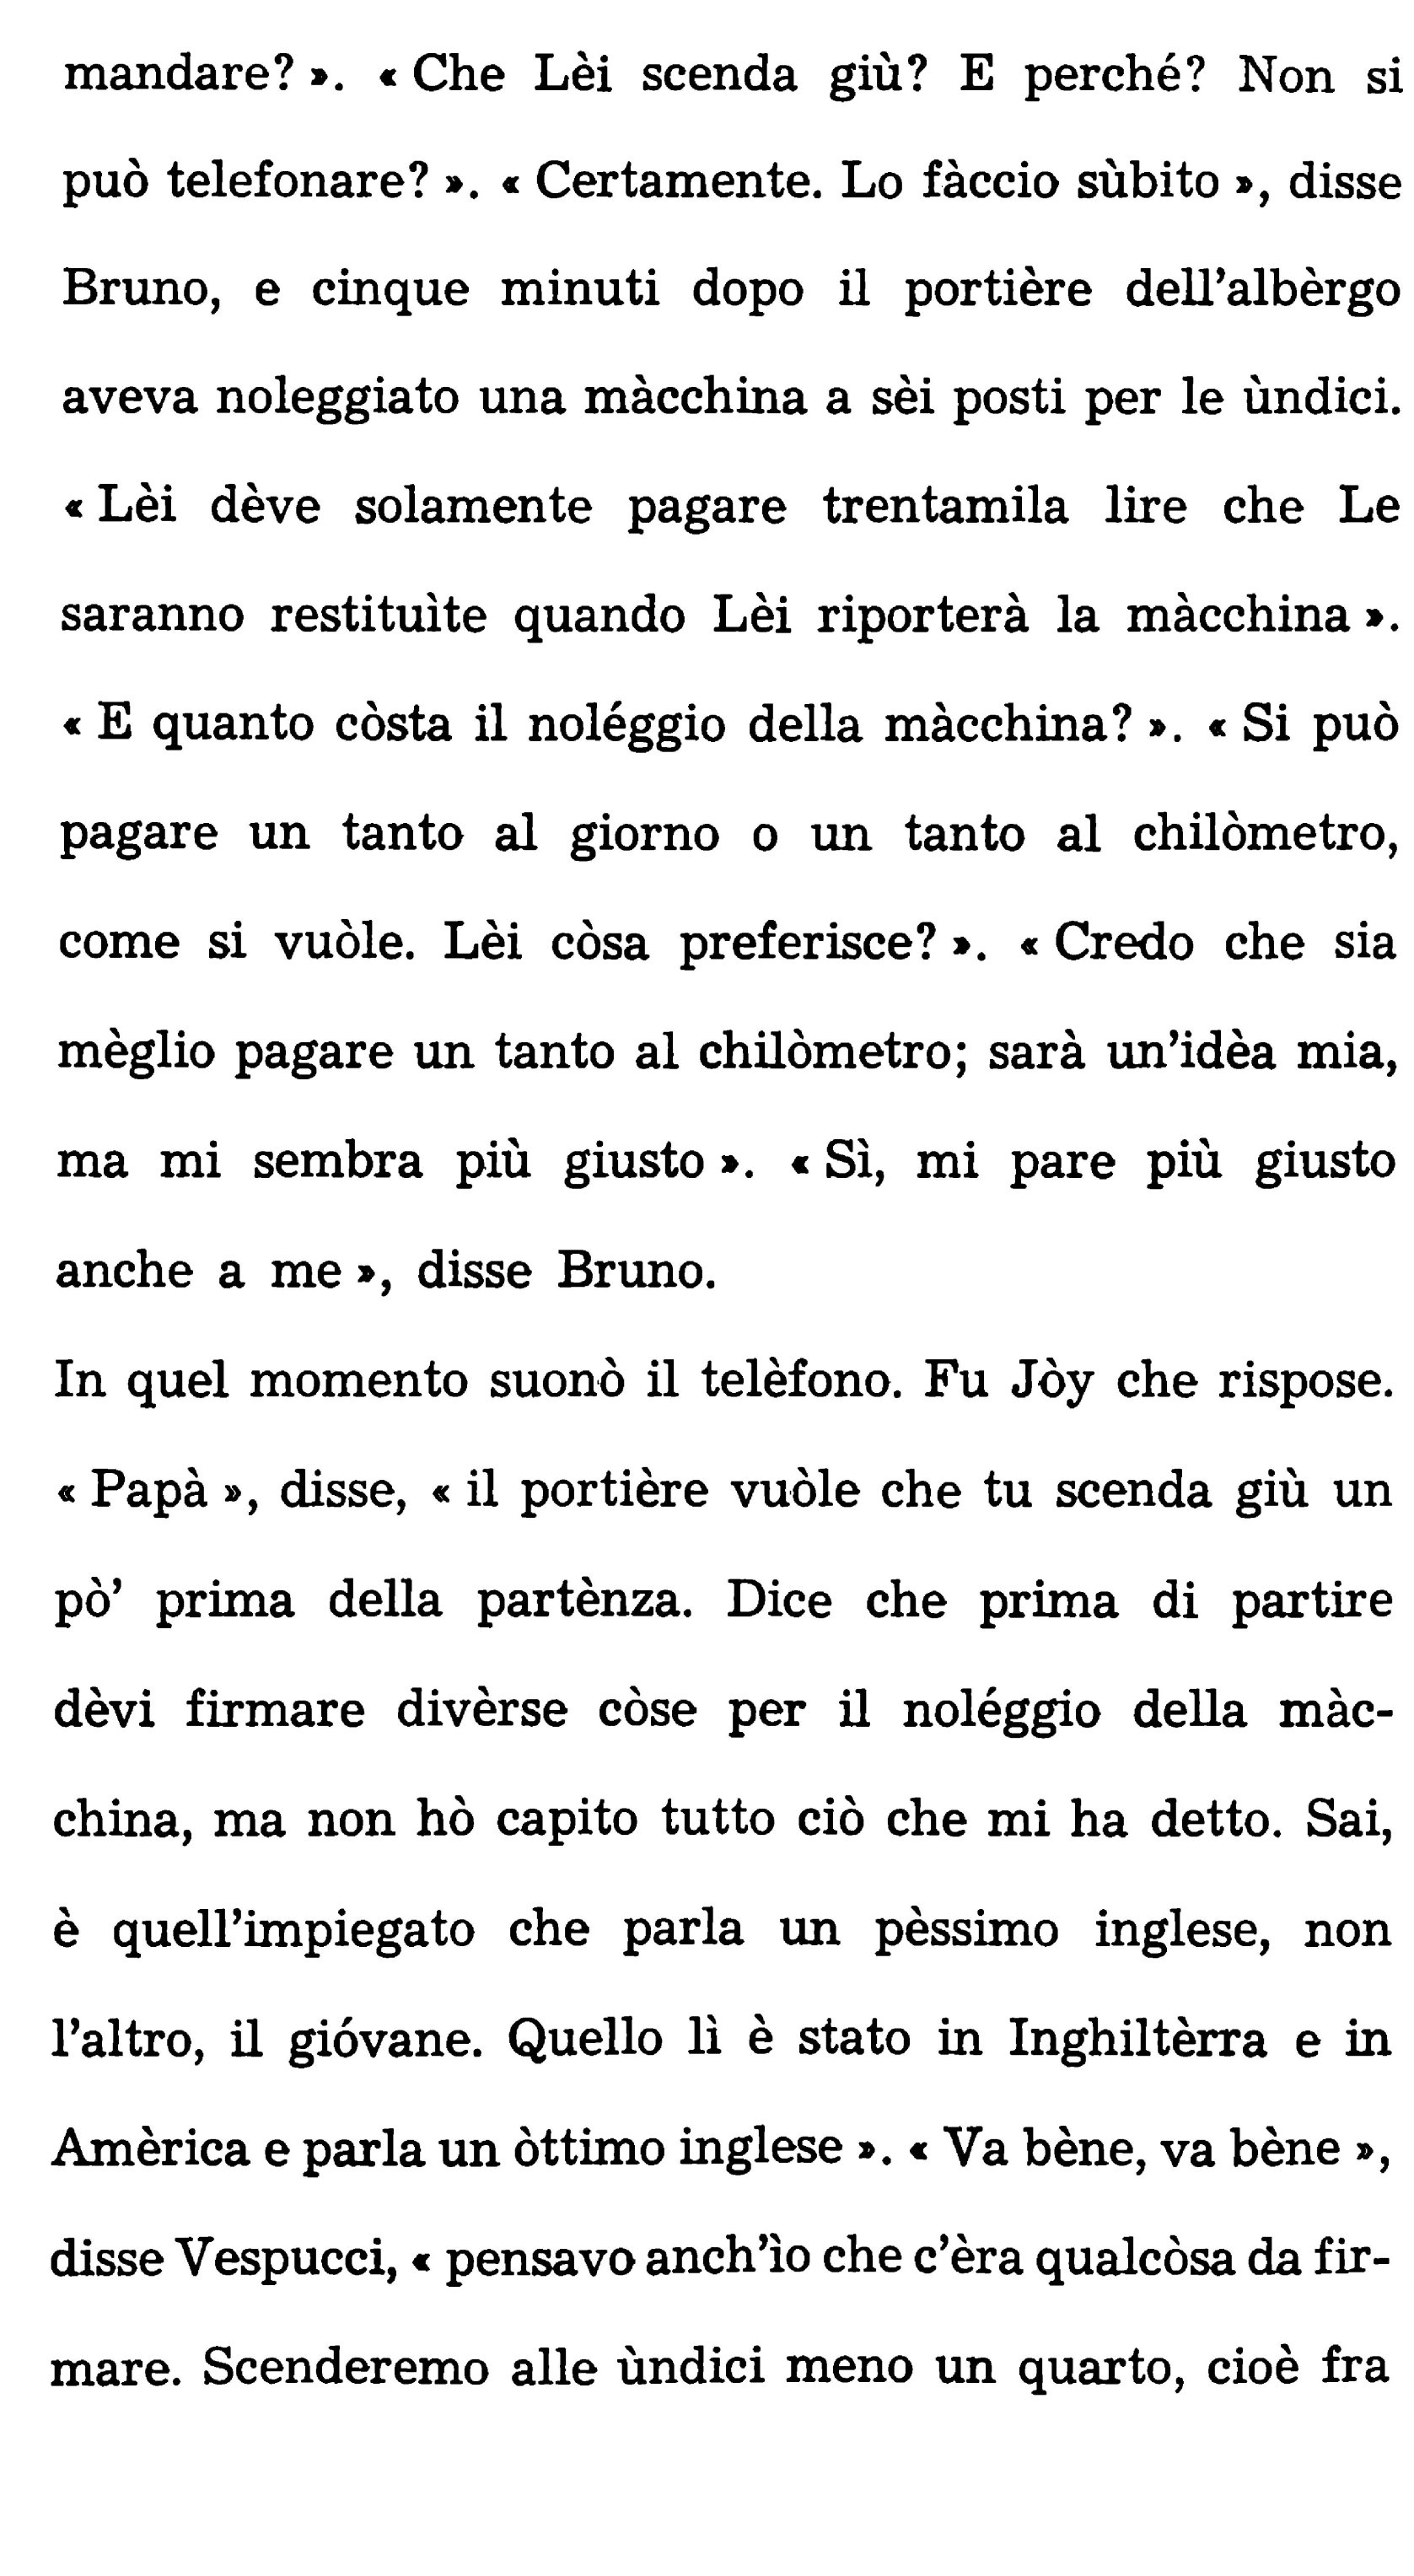 mandare? ». « Che Lèi scenda giù? E perché? Non si
può telefonare? ». « Certamente. Lo fàccio sùbito », disse
Bruno, e cinque minuti dopo il portière dell’albèrgo
aveva noleggiato una màcchina a sèi posti per le ùndici.
« Lèi dève solamente pagare trentamila lire che Le
saranno restituìte quando Lèi riporterà la màcchina ».
« E quanto còsta il noléggio della màcchina? ». « Si può
pagare un tanto al giorno o un tanto al chilòmetro,
come si vuòle. Lèi còsa preferisce? ». « Credo che sia
mèglio pagare un tanto al chilòmetro; sarà un’idèa mia,
ma mi sembra più giusto ». « Sì, mi pare più giusto
anche a me », disse Bruno.
In quel momento suonò il telèfono. Fu Jòy che rispose.
« Papà », disse, « il portière vuòle che tu scenda giù un
pò’ prima della partènza. Dice che prima di partire
dèvi firmare divèrse còse per il noléggio della màc-
china, ma non hò capito tutto ciò che mi ha detto. Sai,
è quell’impiegato che parla un pèssimo inglese, non
l’altro, il gióvane. Quello lì è stato in Inghiltèrra e in
Amèrica e parla un òttimo inglese ». « Va bène, va bène »,
disse Vespucci, « pensavo anch’ìo che c’èra qualcòsa da fir-
mare. Scenderemo alle ùndici meno un quarto, cioè fra